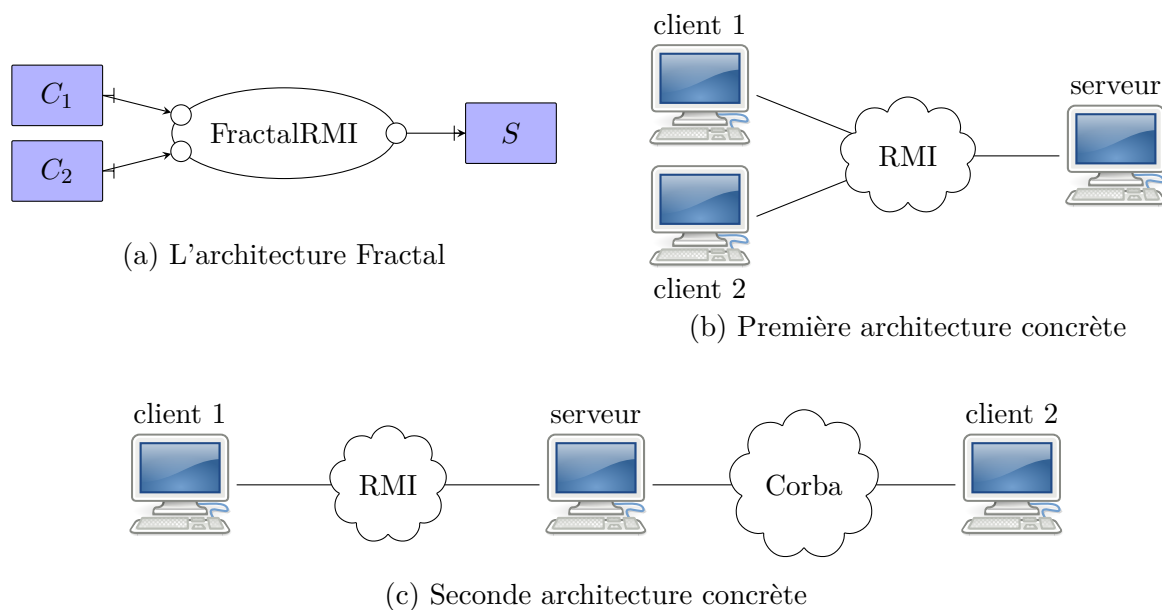 C1
C2
FractalRMI
S
(a) L'architecture Fractal
client 1
client 2
RMI
serveur
(b) Première architecture concrète
client 1
RMI
serveur
Corba
client 2
(c) Seconde architecture concrète